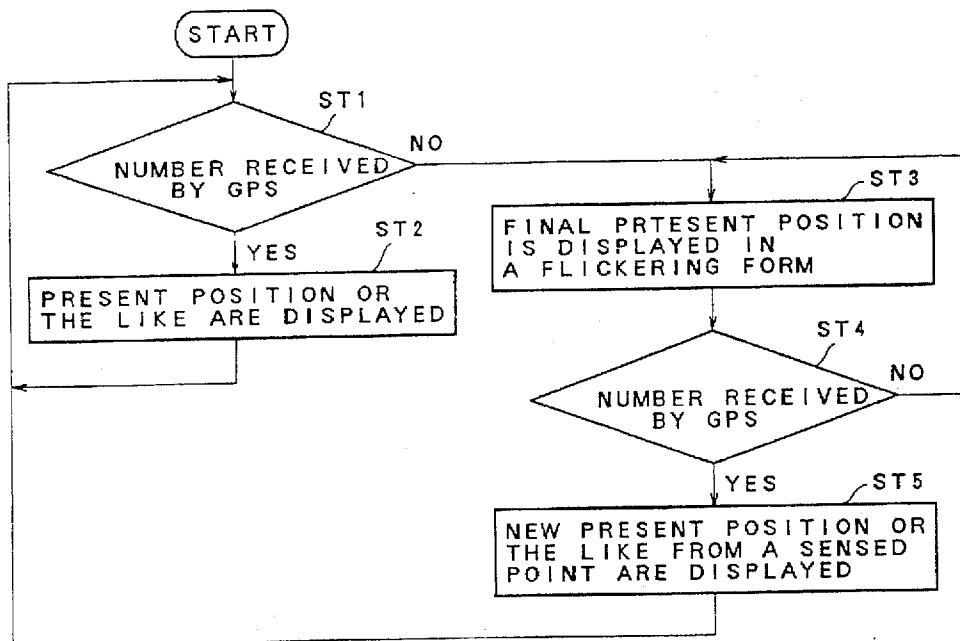 START
ST1
NO
NUMBER RECEIVED
BY GPS
YES
ST2
PRESENT POSITION OR
THE LIKE ARE DISPLAYED
ST3
FINAL PRTESENT POSITION
IS DISPLAYED IN
A FLICKERING FORM
ST4
NO
NUMBER RECEIVED
BY GPS
YES
ST5
NEW PRESENT POSITION OR
THE LIKE FROM A SENSED
POINT ARE DISPLAYED